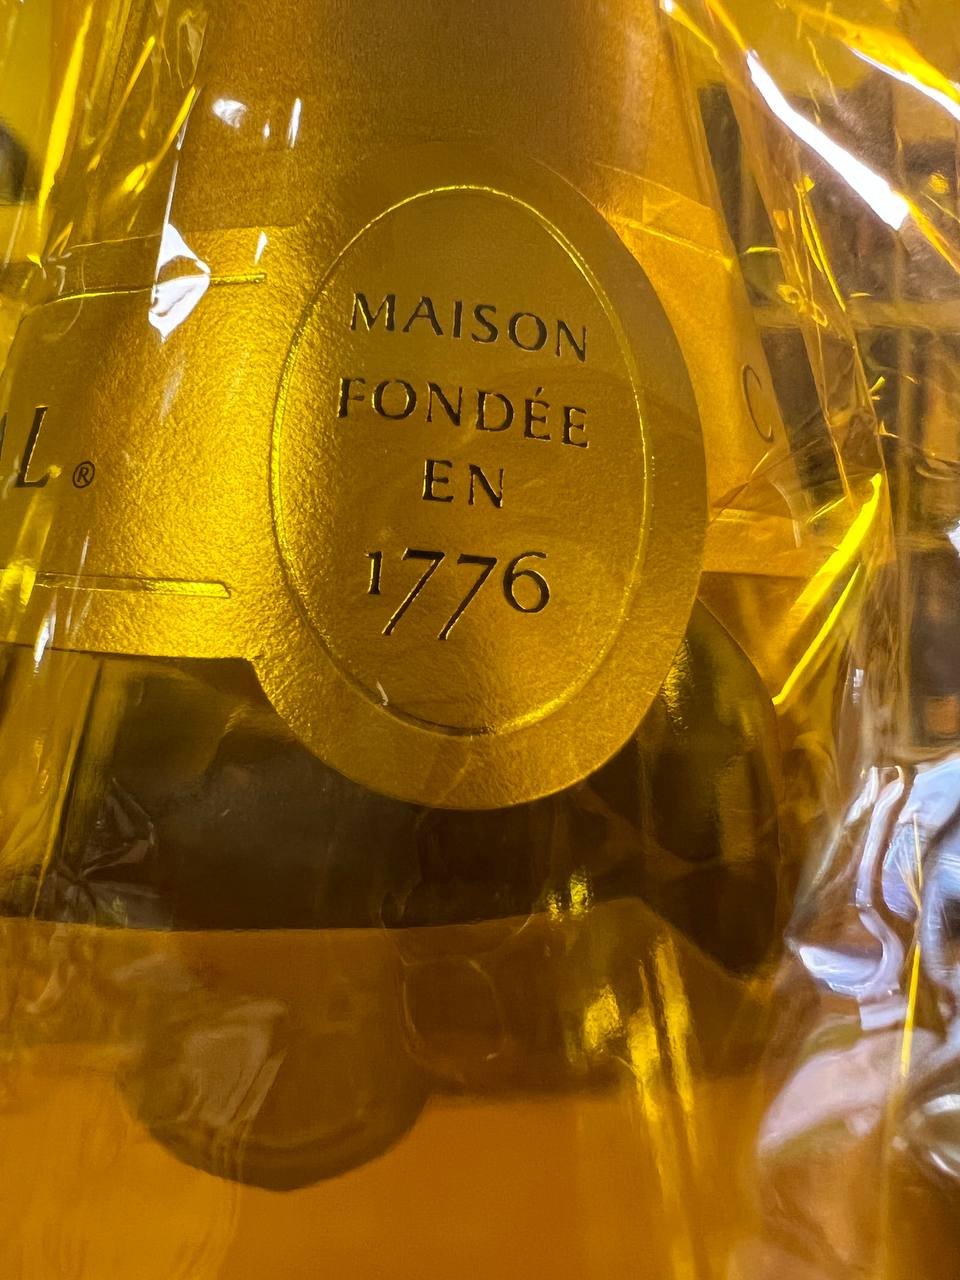 MAISON
FONDÉE
EN
1776
L®
C